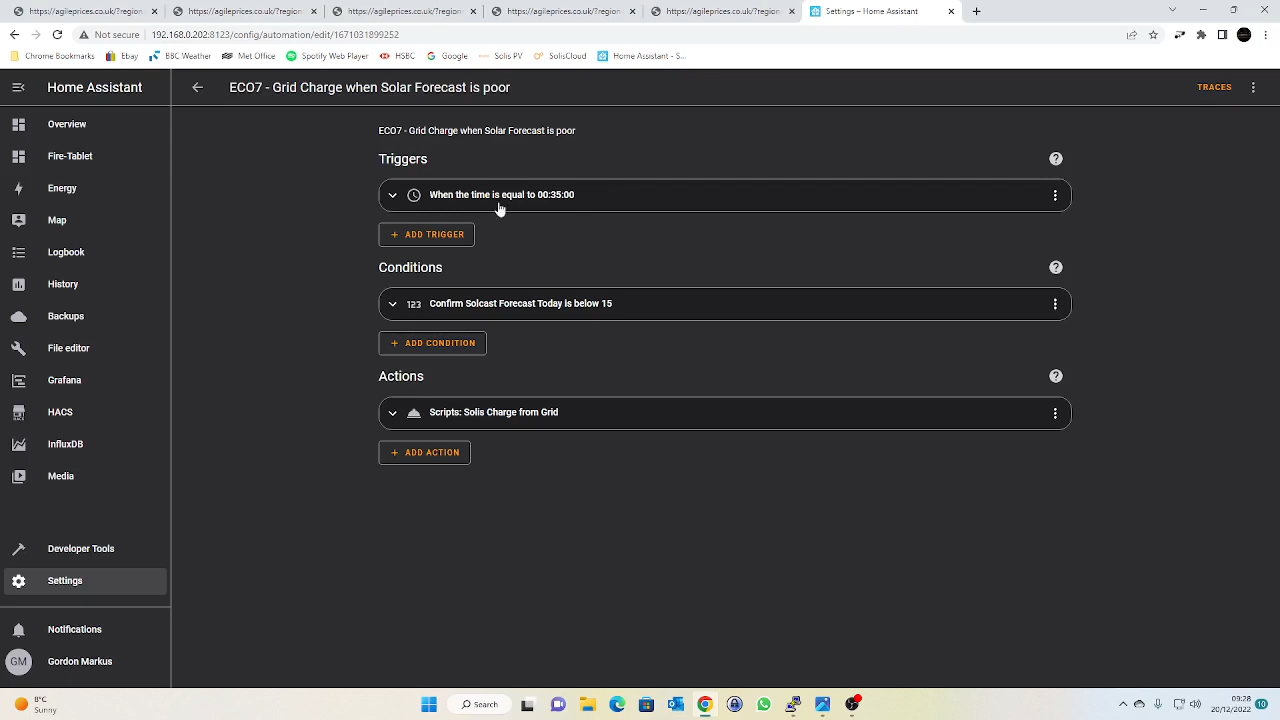 https://agileprices.co.uk/?region=
https://agileprices.co.uk/?region=
https://agileprices.co.uk/?region=
https://agileprices.co.uk/?region=
https://agileprices.co.uk/?region=
Settings – Home Assistant
Not secure
192.168.0.202:8123/config/automation/edit/1671031899252
Chrome Bookmarks
Ebay
BBC Weather
Met Office
Spotify Web Player
HSBC
Google
Solis PV
SolisCloud
Home Assistant - S...
Home Assistant
ECO7 - Grid Charge when Solar Forecast is poor
TRACES
Overview
Fire-Tablet
Energy
Map
Logbook
History
Backups
File editor
Grafana
HACS
InfluxDB
Media
Developer Tools
Settings
Notifications
GM
Gordon Markus
ECO7 - Grid Charge when Solar Forecast is poor
Triggers
When the time is equal to 00:35:00
+ ADD TRIGGER
Conditions
123 Confirm Solcast Forecast Today is below 15
+ ADD CONDITION
Actions
Scripts: Solis Charge from Grid
+ ADD ACTION
8°C
Sunny
Search
09:28
20/12/2022